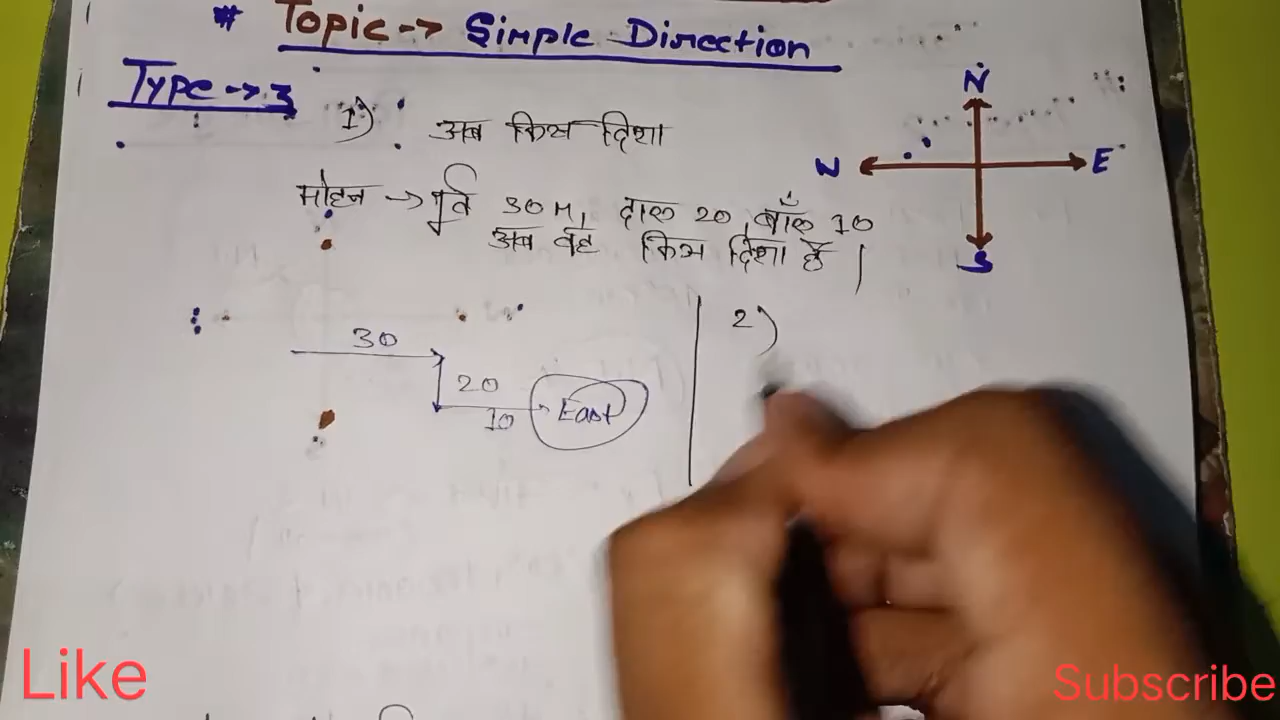 # Topic → Simple Direction
Type → 3
1) अब किस दिशा
मोहन → पूर्व 30M, दाएं 20, बाँए 10
अब वह किस दिशा है |
N
W E
S
30
20
10 East
2)
Like
Subscribe